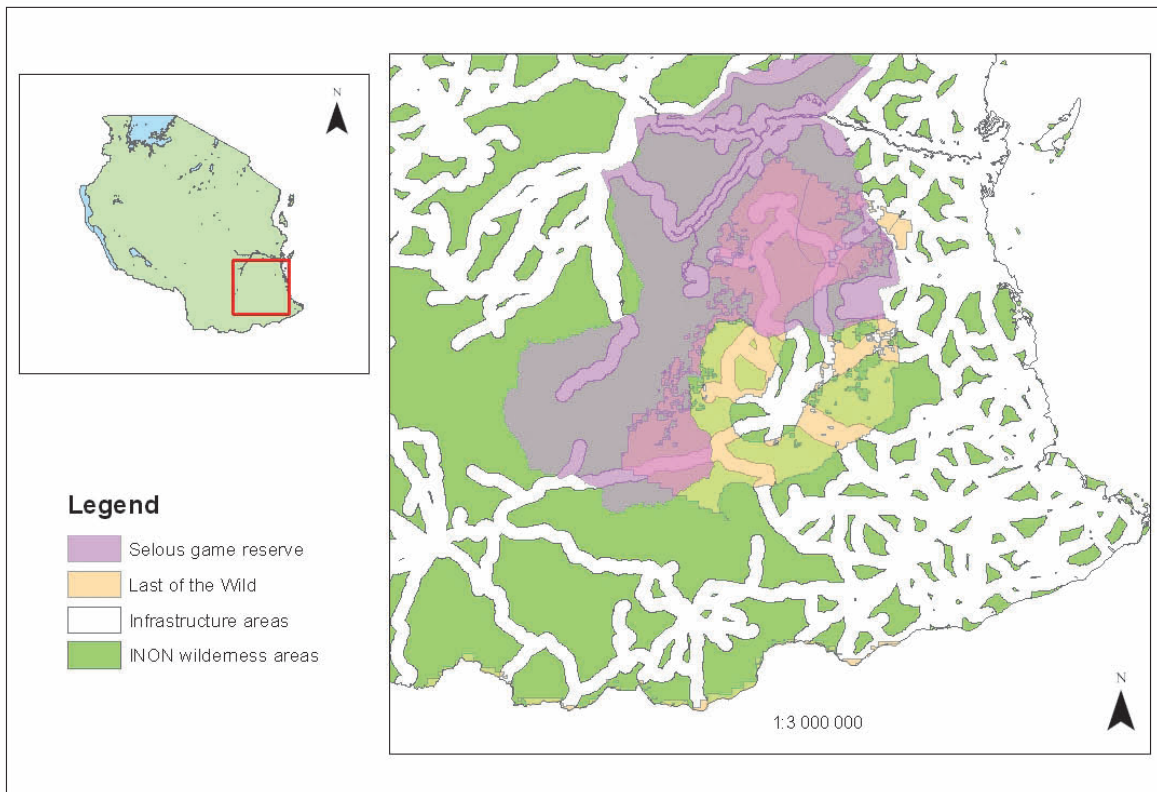 N
N
Legend
Selous game reserve
Last of the Wild
Infrastructure areas
INON wilderness areas
1:3 000 000